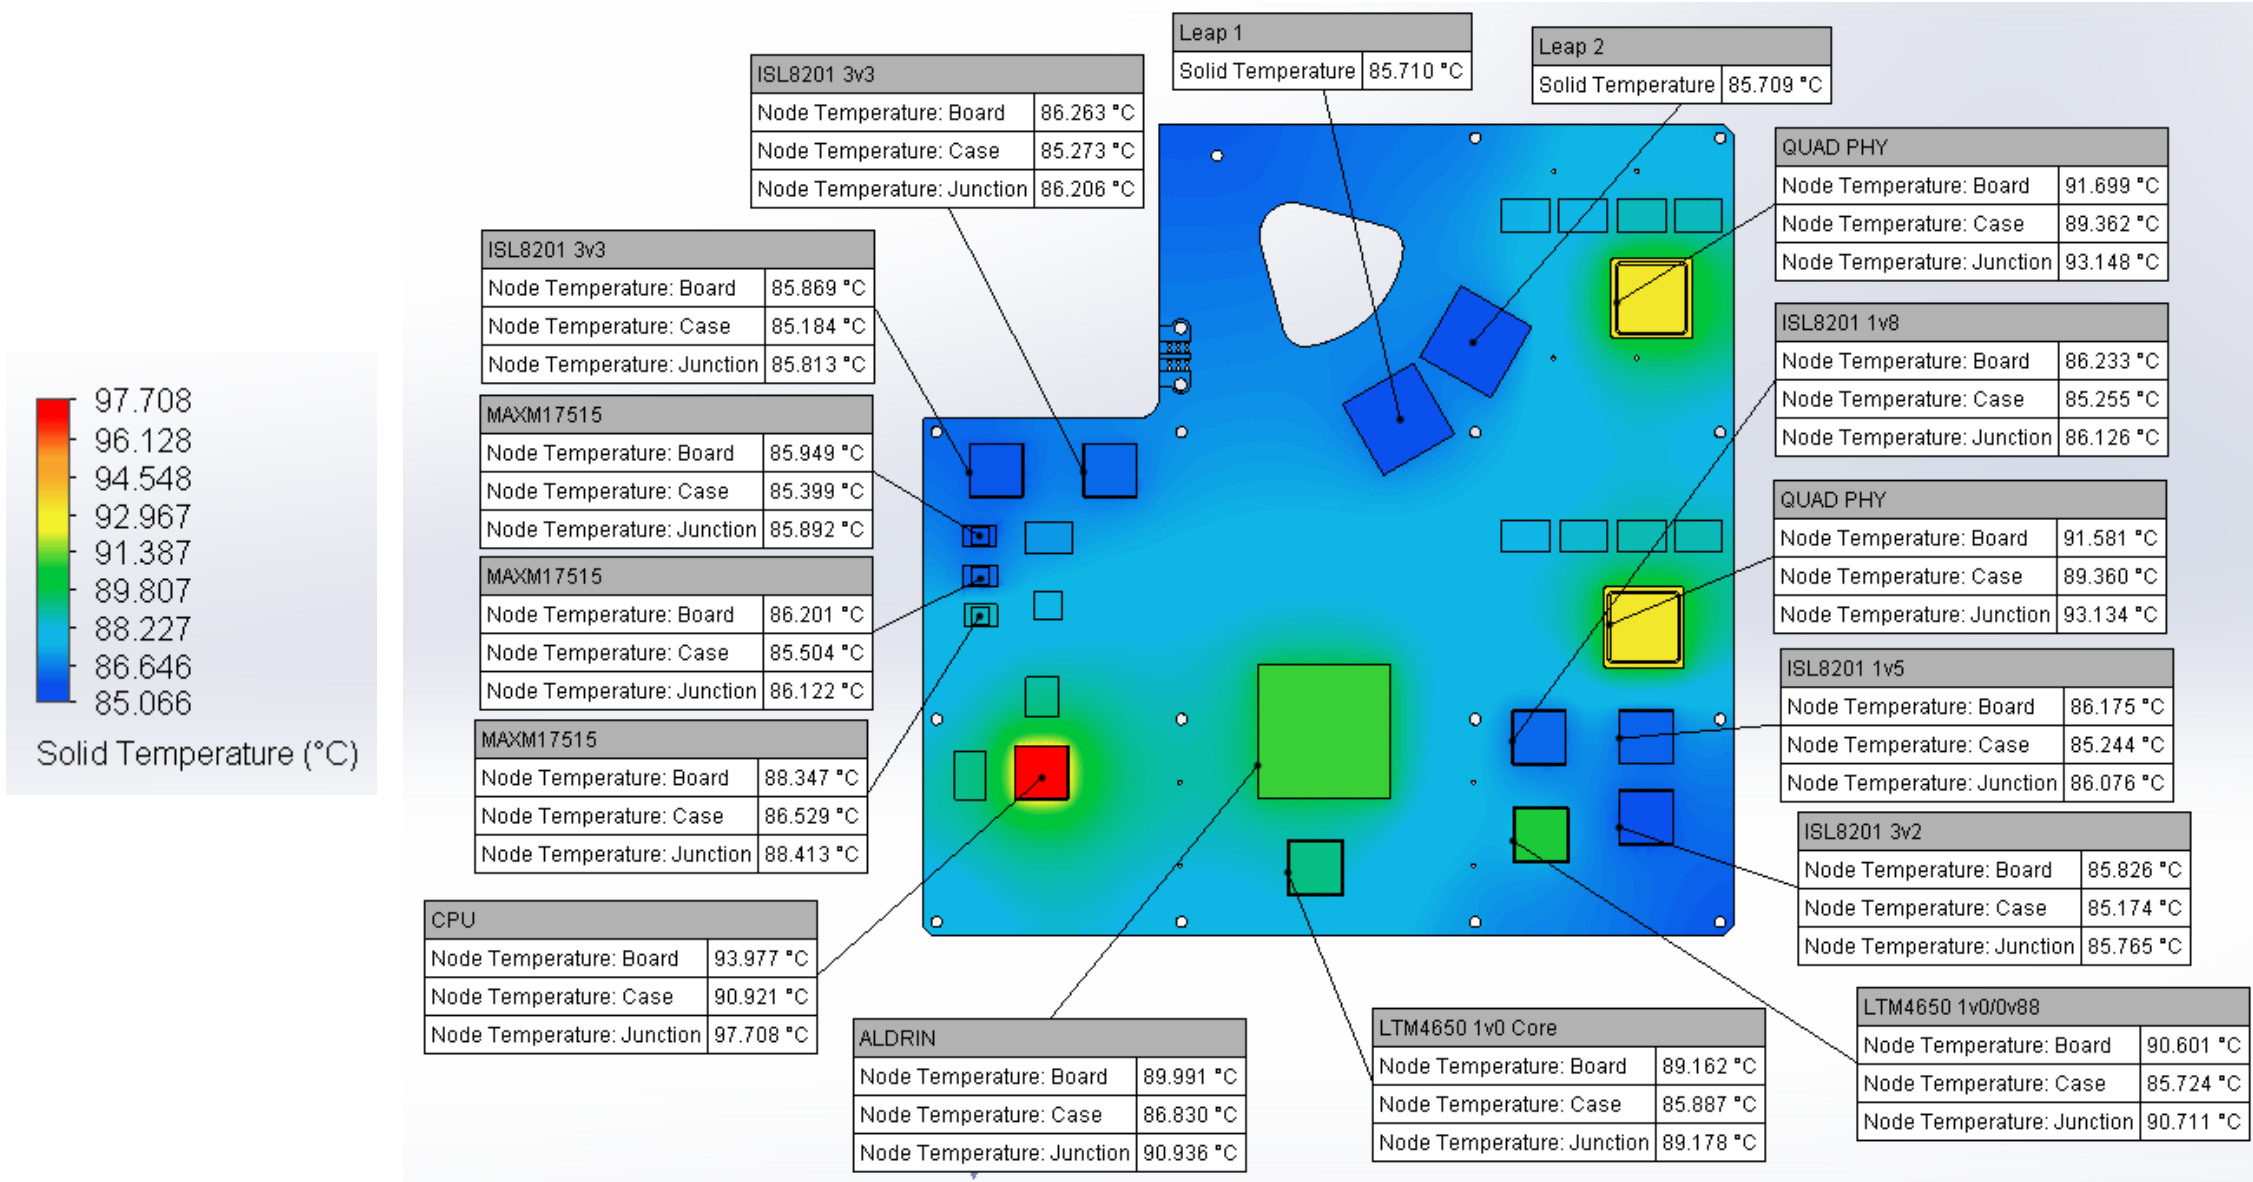 Leap 1
Solid Temperature 85.710 °C
Leap 2
Solid Temperature 85.709 °C
ISL8201 3v3
Node Temperature: Board 86.263 °C
Node Temperature: Case 85.273 °C
Node Temperature: Junction 86.206 °C
QUAD PHY
Node Temperature: Board 91.699 °C
Node Temperature: Case 89.362 °C
Node Temperature: Junction 93.148 °C
ISL8201 3v3
Node Temperature: Board 85.869 °C
Node Temperature: Case 85.184 °C
Node Temperature: Junction 85.813 °C
ISL8201 1v8
Node Temperature: Board 86.233 °C
Node Temperature: Case 85.255 °C
Node Temperature: Junction 86.126 °C
97.708
96.128
94.548
92.967
91.387
89.807
88.227
86.646
85.066
Solid Temperature (°C)
MAXM17515
Node Temperature: Board 85.949 °C
Node Temperature: Case 85.399 °C
Node Temperature: Junction 85.892 °C
QUAD PHY
Node Temperature: Board 91.581 °C
Node Temperature: Case 89.360 °C
Node Temperature: Junction 93.134 °C
MAXM17515
Node Temperature: Board 86.201 °C
Node Temperature: Case 85.504 °C
Node Temperature: Junction 86.122 °C
ISL8201 1v5
Node Temperature: Board 86.175 °C
Node Temperature: Case 85.244 °C
Node Temperature: Junction 86.076 °C
MAXM17515
Node Temperature: Board 88.347 °C
Node Temperature: Case 86.529 °C
Node Temperature: Junction 88.413 °C
ISL8201 3v2
Node Temperature: Board 85.826 °C
Node Temperature: Case 85.174 °C
Node Temperature: Junction 85.765 °C
CPU
Node Temperature: Board 93.977 °C
Node Temperature: Case 90.921 °C
Node Temperature: Junction 97.708 °C
ALDRIN
Node Temperature: Board 89.991 °C
Node Temperature: Case 86.830 °C
Node Temperature: Junction 90.936 °C
LTM4650 1v0 Core
Node Temperature: Board 89.162 °C
Node Temperature: Case 85.887 °C
Node Temperature: Junction 89.178 °C
LTM4650 1v0/0v88
Node Temperature: Board 90.601 °C
Node Temperature: Case 85.724 °C
Node Temperature: Junction 90.711 °C